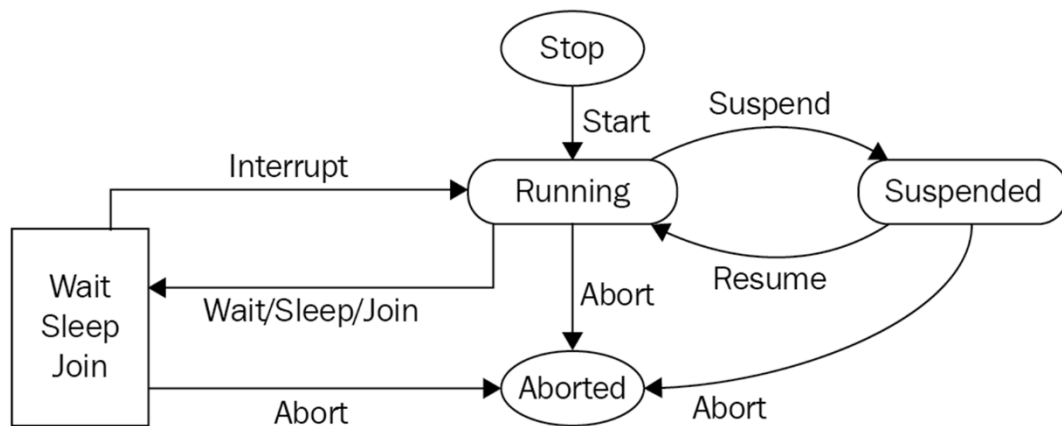 Stop
Start
Suspend
Interrupt
Running
Suspended
Wait
Sleep
Join
Wait/Sleep/Join
Abort
Resume
Abort
Aborted
Abort